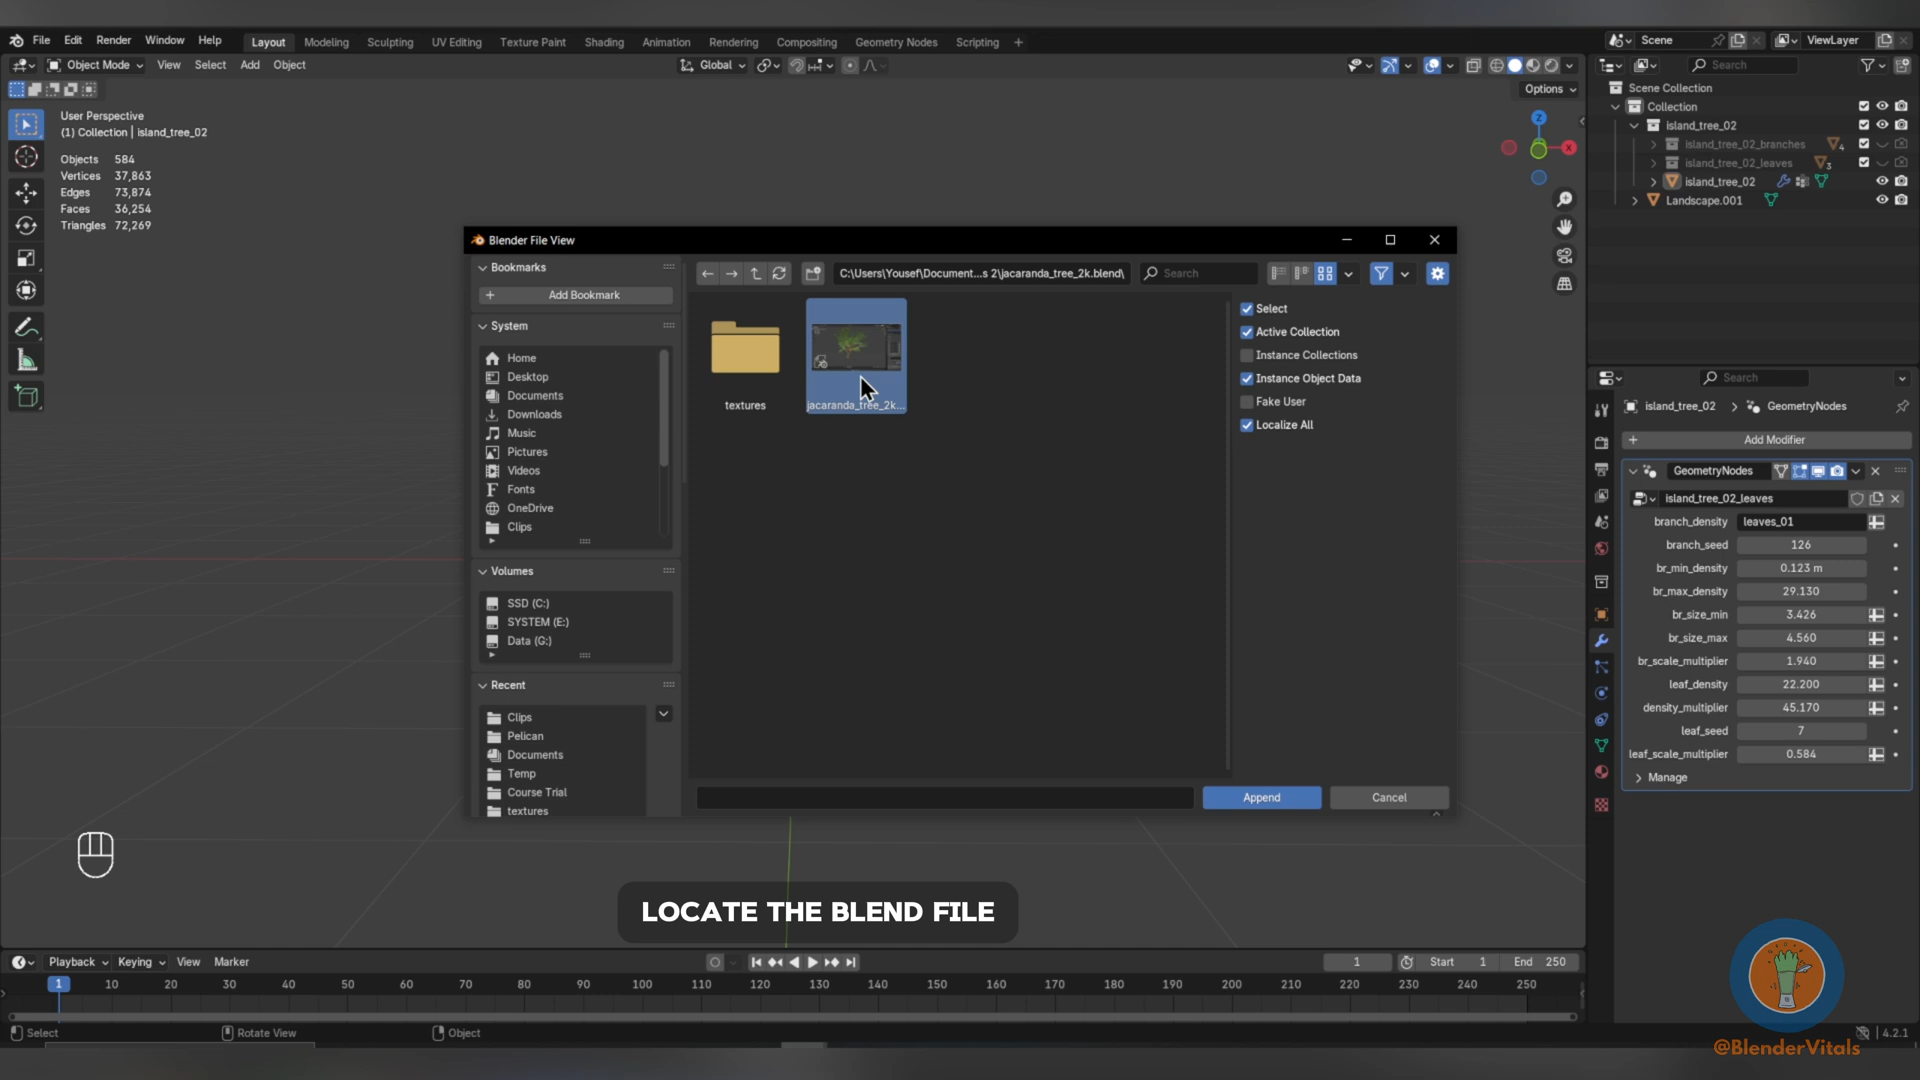 File Edit Render Window Help Layout Modeling Sculpting UV Editing Texture Paint Shading Animation Rendering Compositing Geometry Nodes Scripting + Scene ViewLayer
Object Mode View Select Add Object Global Search
Options
User Perspective
(1) Collection | island_tree_02
Objects 584
Vertices 37,863
Edges 73,874
Faces 36,254
Triangles 72,269
Z
X
Scene Collection
Collection
island_tree_02
island_tree_02_branches 4
island_tree_02_leaves 3
island_tree_02
Landscape.001
Blender File View
Bookmarks
Add Bookmark
System
Home
Desktop
Documents
Downloads
Music
Pictures
Videos
Fonts
OneDrive
Clips
Volumes
SSD (C:)
SYSTEM (E:)
Data (G:)
Recent
Clips
Pelican
Documents
Temp
Course Trial
textures
C:\Users\Yousef\Document...s 2\jacaranda_tree_2k.blend\ Search
textures
jacaranda_tree_2k...
Select
Active Collection
Instance Collections
Instance Object Data
Fake User
Localize All
Append Cancel
Search
island_tree_02 > GeometryNodes
Add Modifier
GeometryNodes
island_tree_02_leaves
branch_density leaves_01
branch_seed 126
br_min_density 0.123 m
br_max_density 29.130
br_size_min 3.426
br_size_max 4.560
br_scale_multiplier 1.940
leaf_density 22.200
density_multiplier 45.170
leaf_seed 7
leaf_scale_multiplier 0.584
Manage
LOCATE THE BLEND FILE
Playback Keying View Marker 1 Start 1 End 250
1 10 20 30 40 50 60 70 80 90 100 110 120 130 140 150 160 170 180 190 200 210 220 230 240 250
Select Rotate View Object 4.2.1
@BlenderVitals